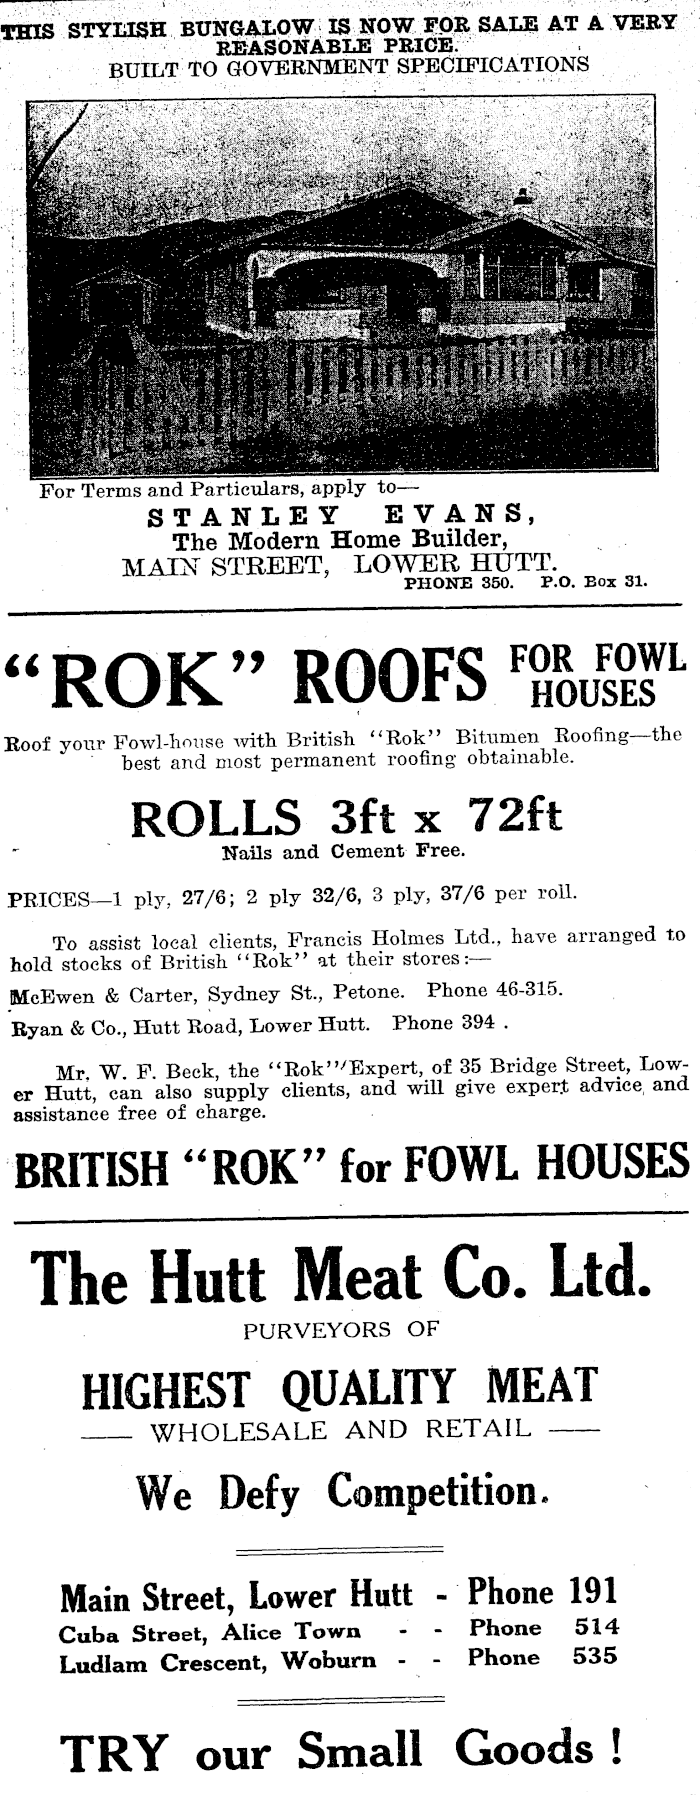 THIS STYLISH BUNGALOW IS NOW FOR SALE AT A VERY
REASONABLE PRICE.
BUILT TO GOVERNMENT SPECIFICATIONS
For Terms and Particulars, apply to—
STANLEY EVANS,
The Modern Home Builder,
MAIN STREET, LOWER HUTT.
PHONE 350. P.O. Box 31.
"ROK" ROOFS FOR FOWL
HOUSES
Roof your Fowl-house with British "Rok" Bitumen Roofing—the
best and most permanent roofing obtainable.
ROLLS 3ft x 72ft
Nails and Cement Free.
PRICES—1 ply, 27/6; 2 ply 32/6, 3 ply, 37/6 per roll.
To assist local clients, Francis Holmes Ltd., have arranged to
hold stocks of British "Rok" at their stores:—
McEwen & Carter, Sydney St., Petone. Phone 46-315.
Ryan & Co., Hutt Road, Lower Hutt. Phone 394 .
Mr. W. F. Beck, the "Rok" Expert, of 35 Bridge Street, Low-
er Hutt, can also supply clients, and will give expert advice and
assistance free of charge.
BRITISH "ROK" for FOWL HOUSES
The Hutt Meat Co. Ltd.
PURVEYORS OF
HIGHEST QUALITY MEAT
—— WHOLESALE AND RETAIL ——
We Defy Competition.
Main Street, Lower Hutt - Phone 191
Cuba Street, Alice Town - - Phone 514
Ludlam Crescent, Woburn - - Phone 535
TRY our Small Goods !